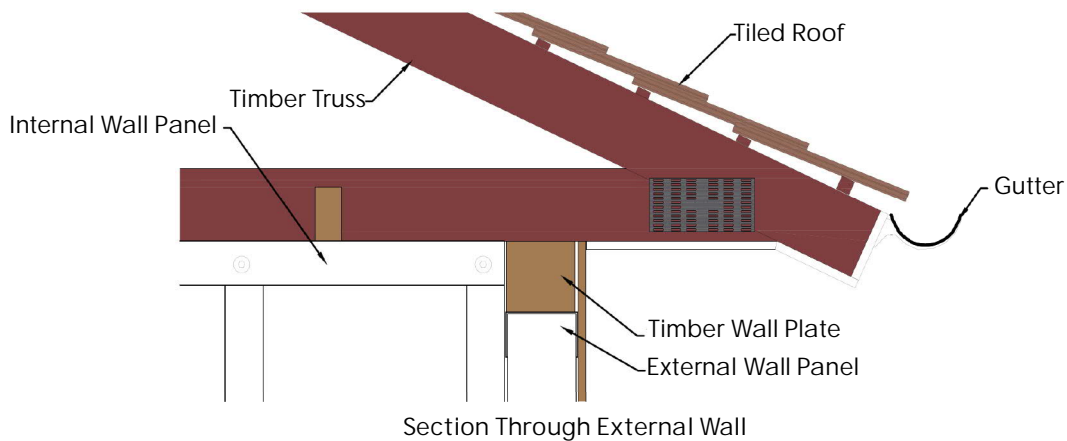 Tiled Roof
Timber Truss
Internal Wall Panel
Gutter
Timber Wall Plate
External Wall Panel
Section Through External Wall